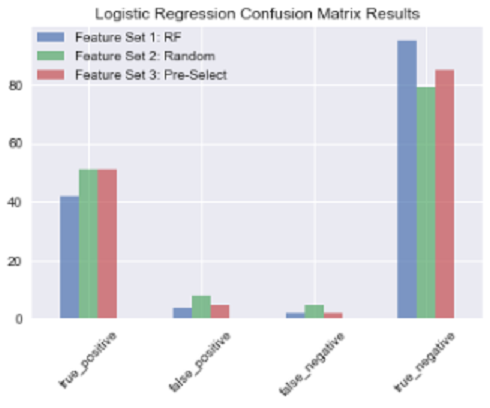 Logistic Regression Confusion Matrix Results
Feature Set 1: RF
Feature Set 2: Random
Feature Set 3: Pre-Select
80
60
40
20
0
true_positive
false_positive
false_negative
true_negative